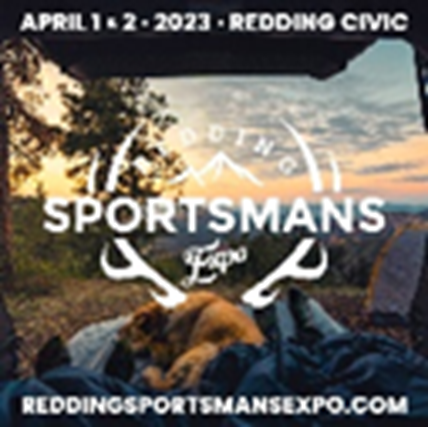 APRIL 1 & 2 · 2023 · REDDING CIVIC
REDDING
SPORTSMANS
Expo
REDDINGSPORTSMANSEXPO.COM